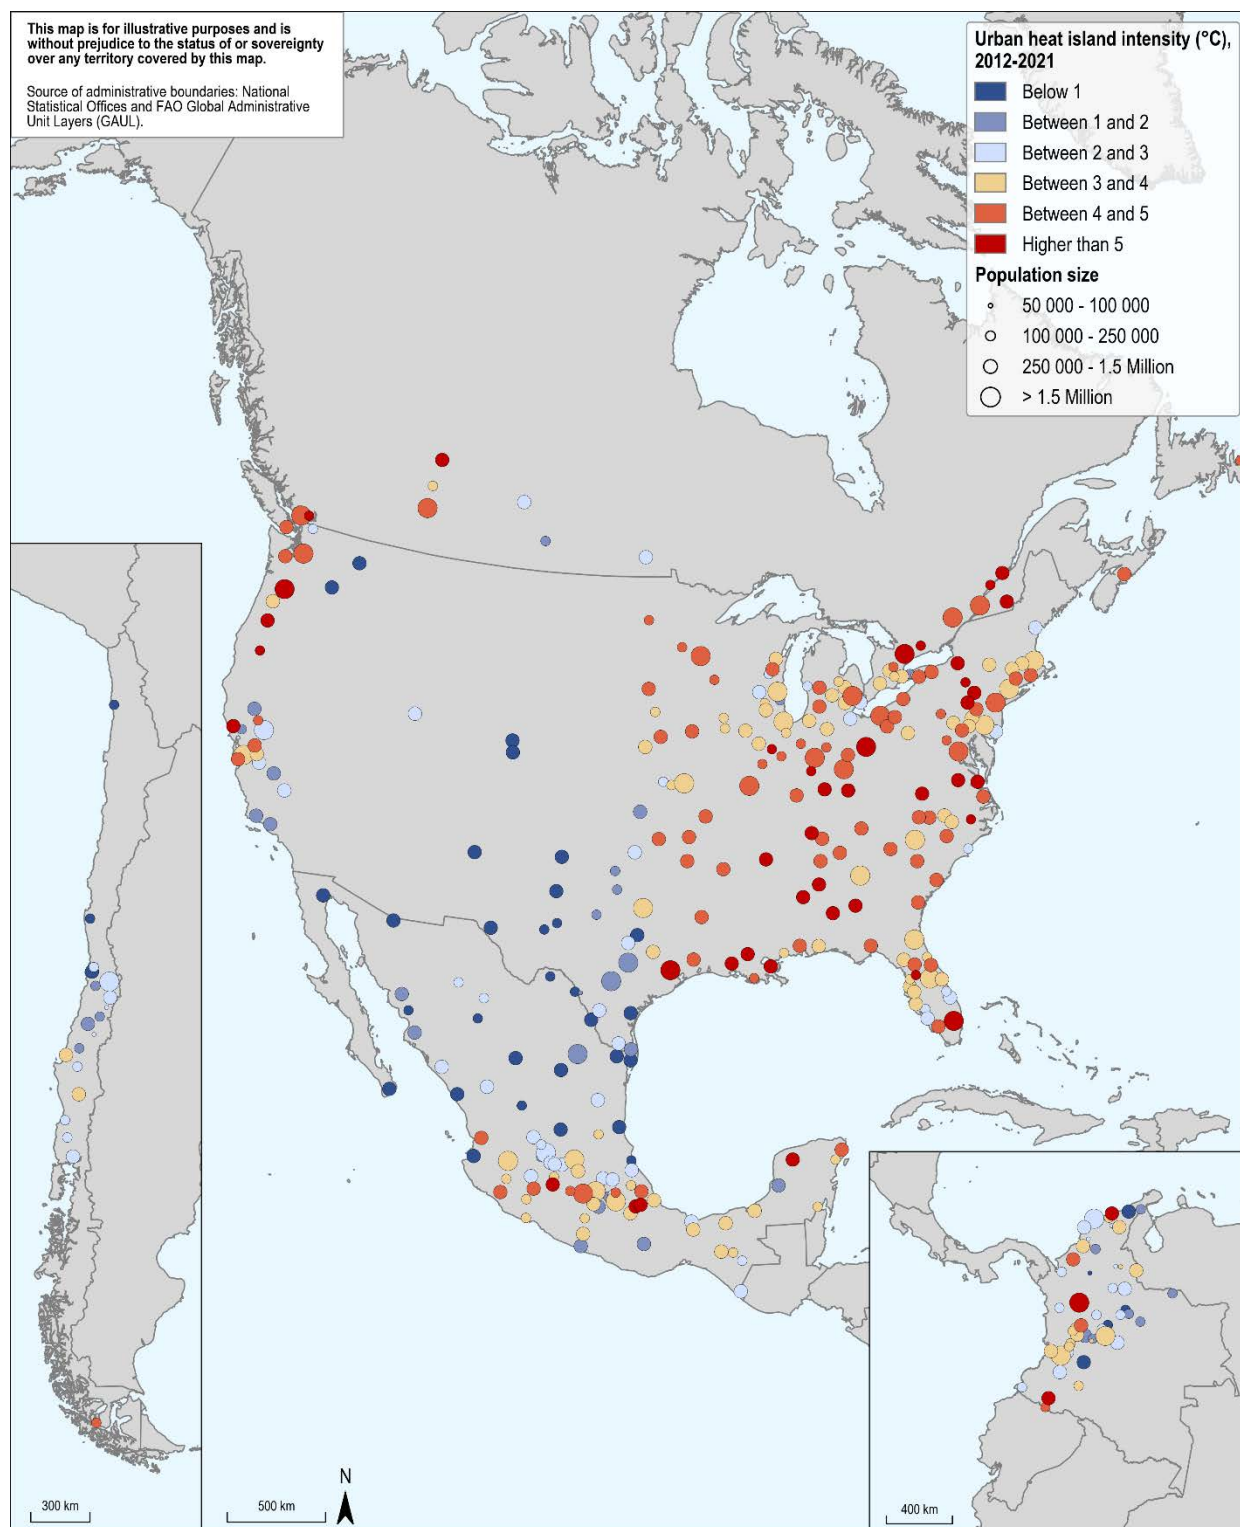 This map is for illustrative purposes and is
without prejudice to the status of or sovereignty
over any territory covered by this map.
Source of administrative boundaries: National
Statistical Offices and FAO Global Administrative
Unit Layers (GAUL).
Urban heat island intensity (°C),
2012-2021
Below 1
Between 1 and 2
Between 2 and 3
Between 3 and 4
Between 4 and 5
Higher than 5
Population size
50 000 - 100 000
100 000 - 250 000
250 000 - 1.5 Million
> 1.5 Million
300 km
500 km
N
400 km